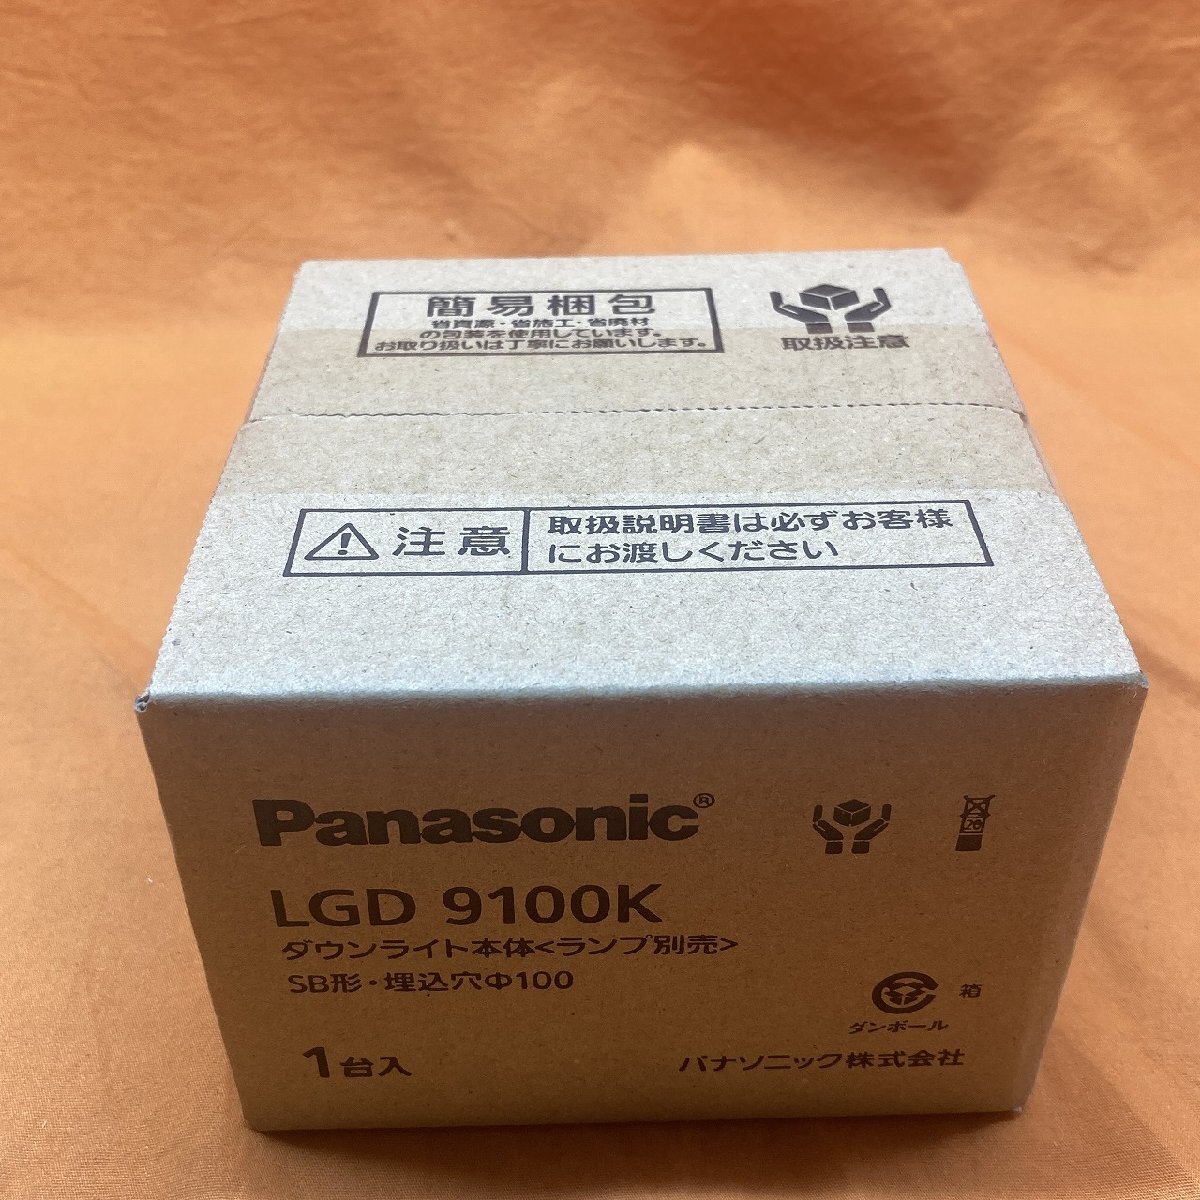 簡易梱包
省資源・省施工・省廃材
の包装を使用しています。
お取り扱いは丁寧にお願いします。
取扱注意
注意
取扱説明書は必ずお客様
にお渡しください
Panasonic®
LGD 9100K
ダウンライト本体<ランプ別売>
SB形・埋込穴Φ100
箱
ダンボール
1台入
パナソニック株式会社